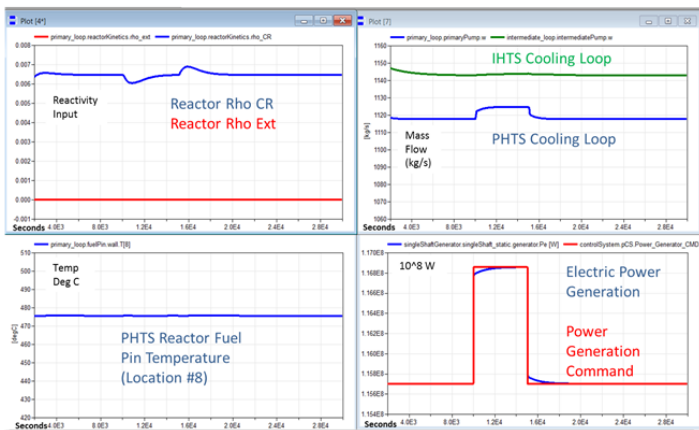 Plot [4*]
primary_loop.reactorKinetics.rho_ext
primary_loop.reactorKinetics.rho_CR
0.008
0.007
0.006
0.005
0.004
0.003
0.002
0.001
0.000
-0.001
Reactivity
Input
Reactor Rho CR
Reactor Rho Ext
Seconds
4.0E3
8.0E3
1.2E4
1.6E4
2.0E4
2.4E4
2.8E4
Plot [7]
primary_loop.primaryPump.w
intermediate_loop.intermediatePump.w
1160
1150
1140
1130
1120
1110
1100
1090
1080
1070
1060
[kg/s]
IHTS Cooling Loop
Mass
Flow
(kg/s)
PHTS Cooling Loop
Seconds
4.0E3
8.0E3
1.2E4
1.6E4
2.0E4
2.4E4
2.8E4
primary_loop.fuelPin.wall.T[8]
510
500
490
480
470
460
450
440
430
420
[degC]
Temp
Deg C
PHTS Reactor Fuel
Pin Temperature
(Location #8)
Seconds
4.0E3
8.0E3
1.2E4
1.6E4
2.0E4
2.4E4
2.8E4
singleShaftGenerator.singleShaft_static.generator.Pe [W]
controlSystem.pCS.Power_Generator_CMD
1.170E8
1.168E8
1.166E8
1.164E8
1.162E8
1.160E8
1.158E8
1.156E8
1.154E8
10^8 W
Electric Power
Generation
Power
Generation
Command
Seconds
4.0E3
8.0E3
1.2E4
1.6E4
2.0E4
2.4E4
2.8E4